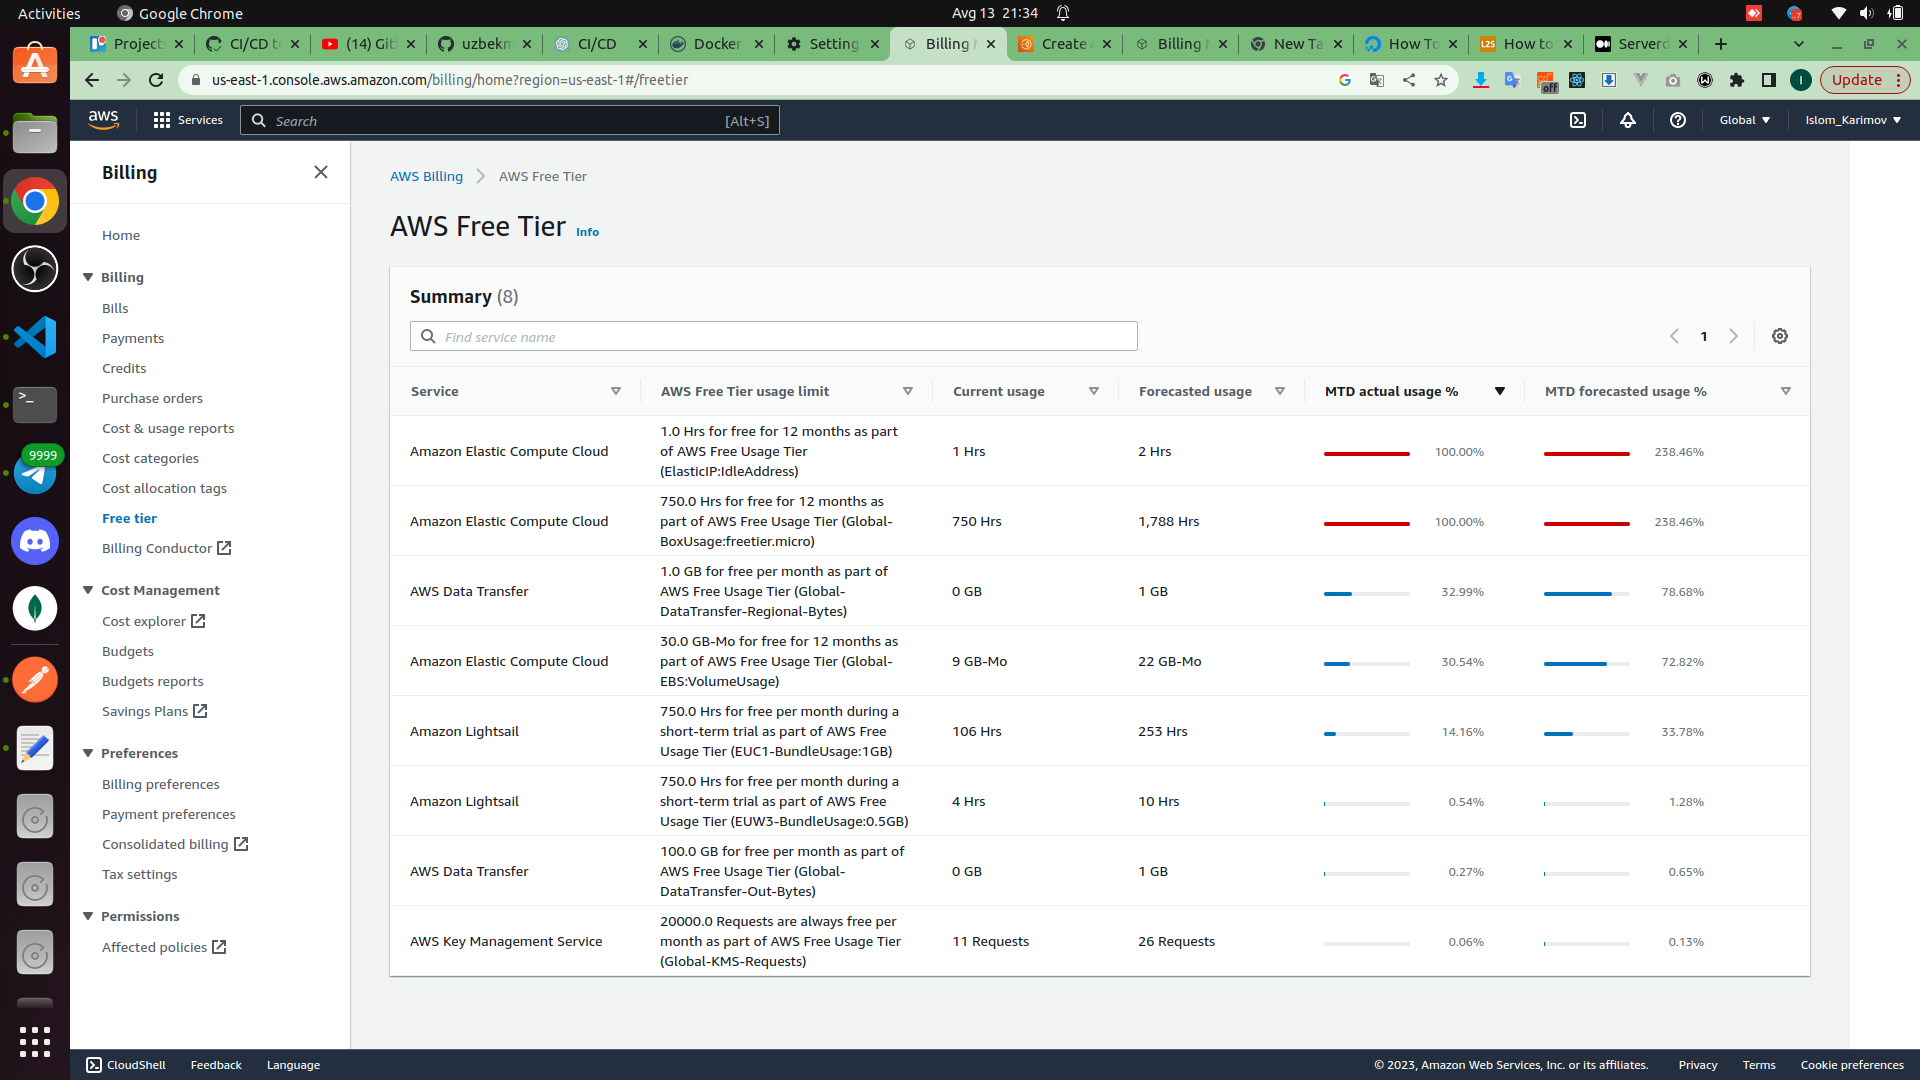 Activities
Google Chrome
Avg 13 21:34
Project
CI/CD t
(14) Git
uzbekm
CI/CD
Docker
Setting
Billing
Create
Billing
New Ta
How To
How to
Serverd
us-east-1.console.aws.amazon.com/billing/home?region=us-east-1#/freetier
off
I
Update
aws
Services
Search
[Alt+S]
Global
Islom_Karimov
9999
Billing
Home
Billing
Bills
Payments
Credits
Purchase orders
Cost & usage reports
Cost categories
Cost allocation tags
Free tier
Billing Conductor
Cost Management
Cost explorer
Budgets
Budgets reports
Savings Plans
Preferences
Billing preferences
Payment preferences
Consolidated billing
Tax settings
Permissions
Affected policies
AWS Billing
AWS Free Tier
AWS Free Tier Info
Summary (8)
Find service name
1
Service
AWS Free Tier usage limit
Current usage
Forecasted usage
MTD actual usage %
MTD forecasted usage %
Amazon Elastic Compute Cloud
1.0 Hrs for free for 12 months as part
of AWS Free Usage Tier
(ElasticIP:IdleAddress)
1 Hrs
2 Hrs
100.00%
238.46%
Amazon Elastic Compute Cloud
750.0 Hrs for free for 12 months as
part of AWS Free Usage Tier (Global-
BoxUsage:freetier.micro)
750 Hrs
1,788 Hrs
100.00%
238.46%
AWS Data Transfer
1.0 GB for free per month as part of
AWS Free Usage Tier (Global-
DataTransfer-Regional-Bytes)
0 GB
1 GB
32.99%
78.68%
Amazon Elastic Compute Cloud
30.0 GB-Mo for free for 12 months as
part of AWS Free Usage Tier (Global-
EBS:VolumeUsage)
9 GB-Mo
22 GB-Mo
30.54%
72.82%
Amazon Lightsail
750.0 Hrs for free per month during a
short-term trial as part of AWS Free
Usage Tier (EUC1-BundleUsage:1GB)
106 Hrs
253 Hrs
14.16%
33.78%
Amazon Lightsail
750.0 Hrs for free per month during a
short-term trial as part of AWS Free
Usage Tier (EUW3-BundleUsage:0.5GB)
4 Hrs
10 Hrs
0.54%
1.28%
AWS Data Transfer
100.0 GB for free per month as part of
AWS Free Usage Tier (Global-
DataTransfer-Out-Bytes)
0 GB
1 GB
0.27%
0.65%
AWS Key Management Service
20000.0 Requests are always free per
month as part of AWS Free Usage Tier
(Global-KMS-Requests)
11 Requests
26 Requests
0.06%
0.13%
CloudShell
Feedback
Language
© 2023, Amazon Web Services, Inc. or its affiliates.
Privacy
Terms
Cookie preferences